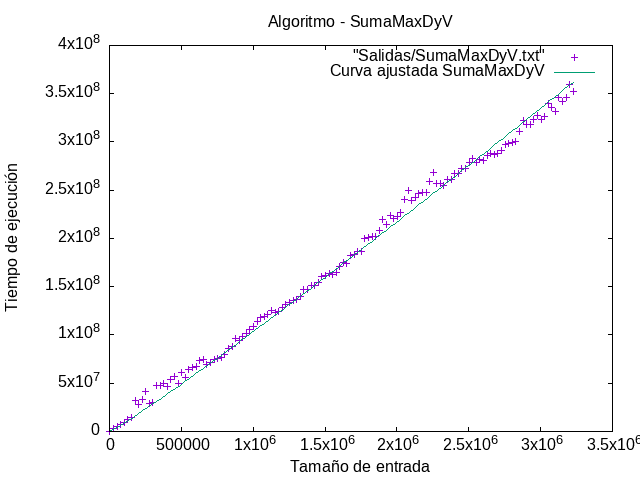 Algoritmo - SumaMaxDyV
"Salidas/SumaMaxDyV.txt"
Curva ajustada SumaMaxDyV
Tiempo de ejecución
4x10⁸
3.5x10⁸
3x10⁸
2.5x10⁸
2x10⁸
1.5x10⁸
1x10⁸
5x10⁷
0
0 500000 1x10⁶ 1.5x10⁶ 2x10⁶ 2.5x10⁶ 3x10⁶ 3.5x10⁶
Tamaño de entrada